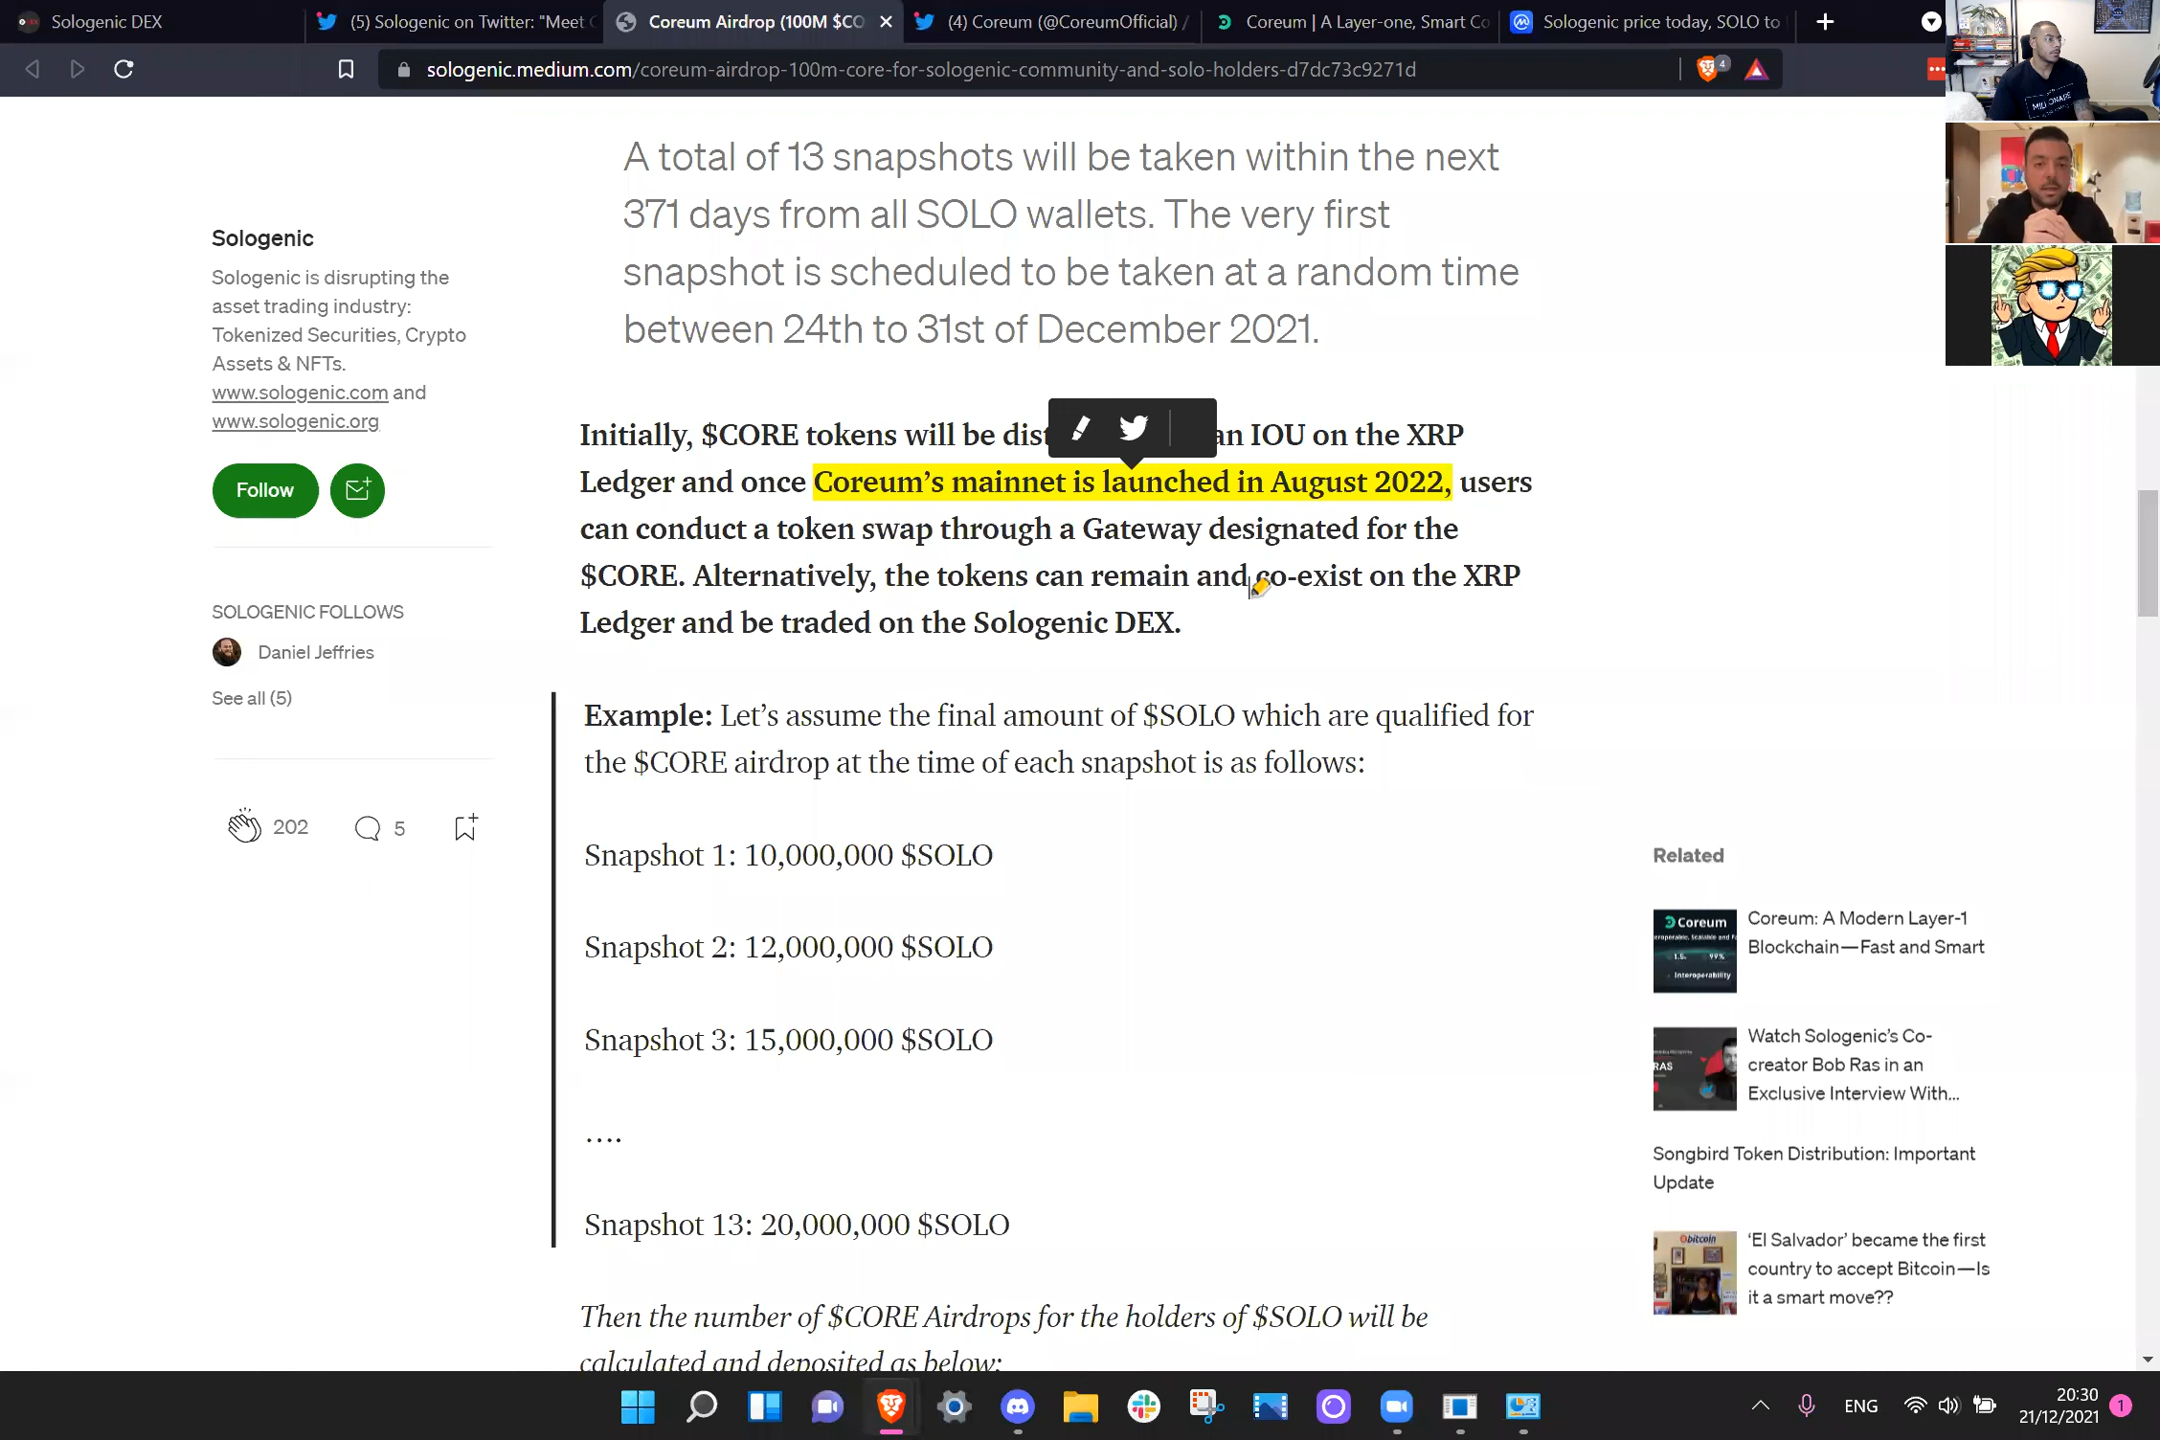 Sologenic DEX
(5) Sologenic on Twitter: "Meet C
Coreum Airdrop (100M $CO
(4) Coreum (@CoreumOfficial) /
Coreum | A Layer-one, Smart Co
Sologenic price today, SOLO to
sologenic.medium.com/coreum-airdrop-100m-core-for-sologenic-community-and-solo-holders-d7dc73c9271d
4
Sologenic
Sologenic is disrupting the
asset trading industry:
Tokenized Securities, Crypto
Assets & NFTs.
www.sologenic.com and
www.sologenic.org
Follow
SOLOGENIC FOLLOWS
Daniel Jeffries
See all (5)
202
5
A total of 13 snapshots will be taken within the next
371 days from all SOLO wallets. The very first
snapshot is scheduled to be taken at a random time
between 24th to 31st of December 2021.
Initially, $CORE tokens will be dist an IOU on the XRP
Ledger and once Coreum’s mainnet is launched in August 2022, users
can conduct a token swap through a Gateway designated for the
$CORE. Alternatively, the tokens can remain and co-exist on the XRP
Ledger and be traded on the Sologenic DEX.
Example: Let’s assume the final amount of $SOLO which are qualified for
the $CORE airdrop at the time of each snapshot is as follows:
Snapshot 1: 10,000,000 $SOLO
Snapshot 2: 12,000,000 $SOLO
Snapshot 3: 15,000,000 $SOLO
….
Snapshot 13: 20,000,000 $SOLO
Then the number of $CORE Airdrops for the holders of $SOLO will be
calculated and deposited as below:
Related
Coreum: A Modern Layer-1
Blockchain—Fast and Smart
Coreum
1.5s 99%
Interoperability
Watch Sologenic’s Co-
creator Bob Ras in an
Exclusive Interview With…
RAS
Songbird Token Distribution: Important
Update
‘El Salvador’ became the first
country to accept Bitcoin—Is
it a smart move??
bitcoin
ENG
20:30
21/12/2021
1